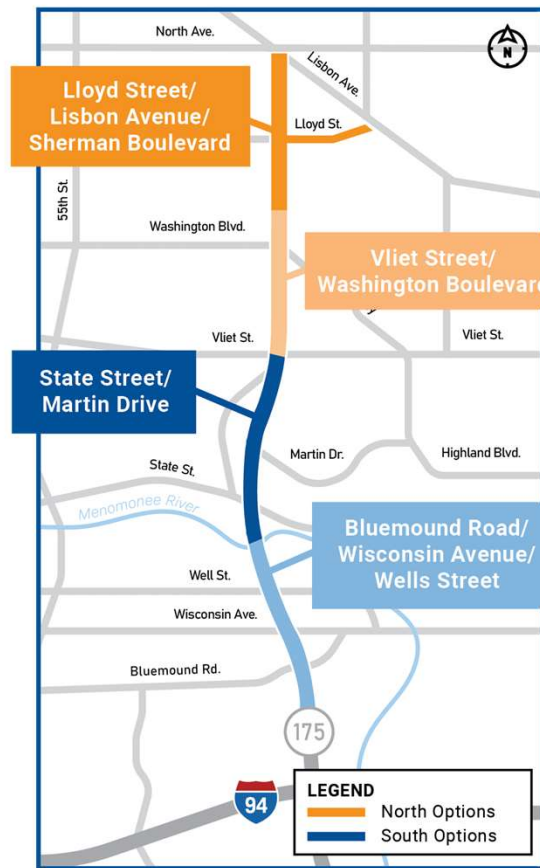 North Ave.
N
Lisbon Ave.
Lloyd Street/
Lisbon Avenue/
Sherman Boulevard
Lloyd St.
55th St.
Washington Blvd.
Vliet Street/
Washington Boulevard
Vliet St.
Vliet St.
State Street/
Martin Drive
Martin Dr.
Highland Blvd.
State St.
Menomonee River
Bluemound Road/
Wisconsin Avenue/
Wells Street
Well St.
Wisconsin Ave.
Bluemound Rd.
175
94
LEGEND
North Options
South Options